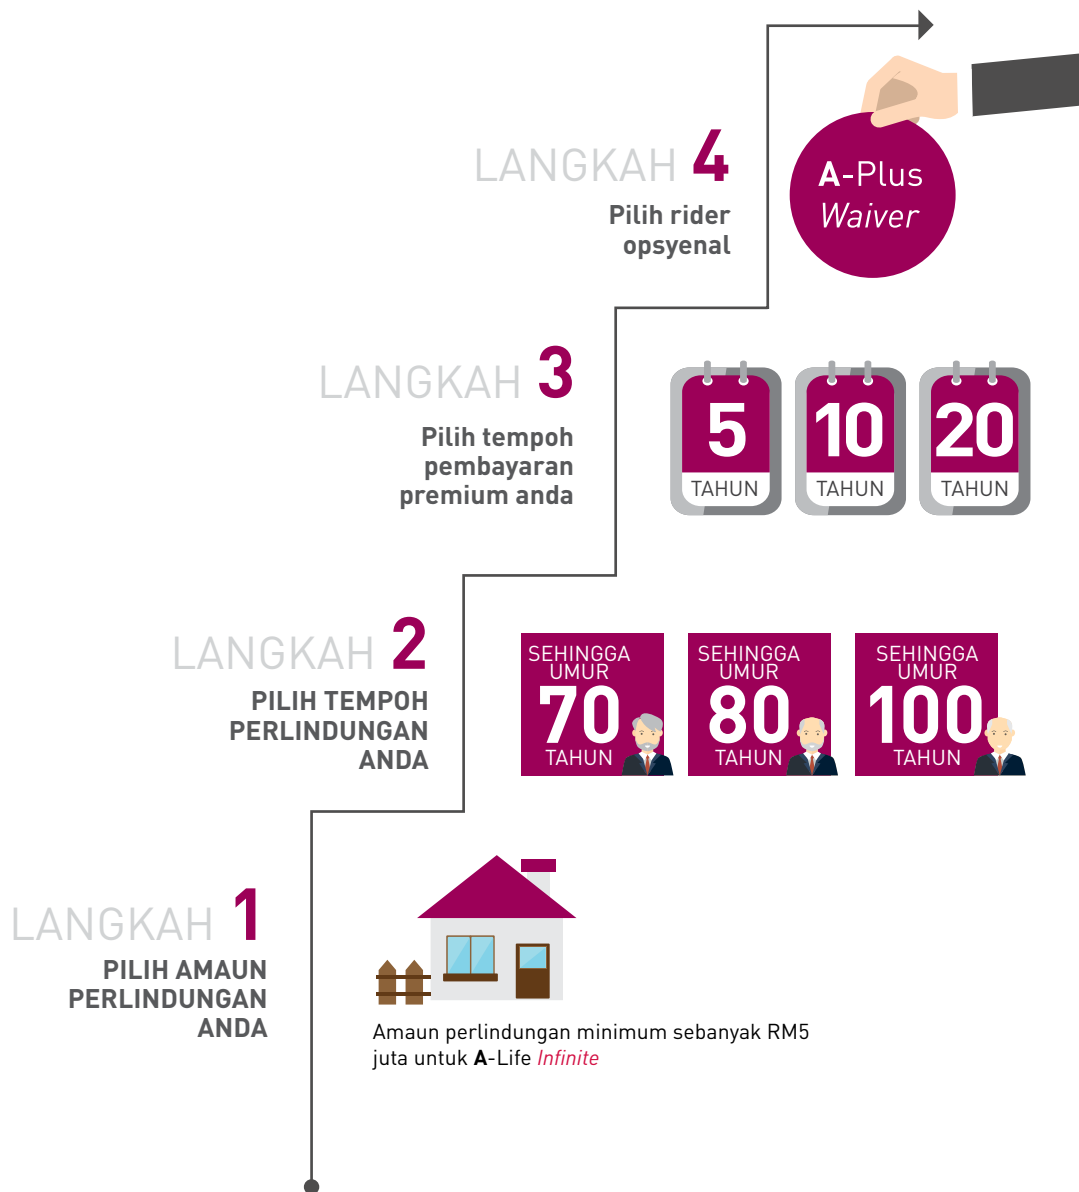 LANGKAH 4
Pilih rider
opsyenal
A-Plus
Waiver
LANGKAH 3
Pilih tempoh
pembayaran
premium anda
5
TAHUN
10
TAHUN
20
TAHUN
LANGKAH 2
PILIH TEMPOH
PERLINDUNGAN
ANDA
SEHINGGA
UMUR
70
TAHUN
SEHINGGA
UMUR
80
TAHUN
SEHINGGA
UMUR
100
TAHUN
LANGKAH 1
PILIH AMAUN
PERLINDUNGAN
ANDA
Amaun perlindungan minimum sebanyak RM5
juta untuk A-Life Infinite